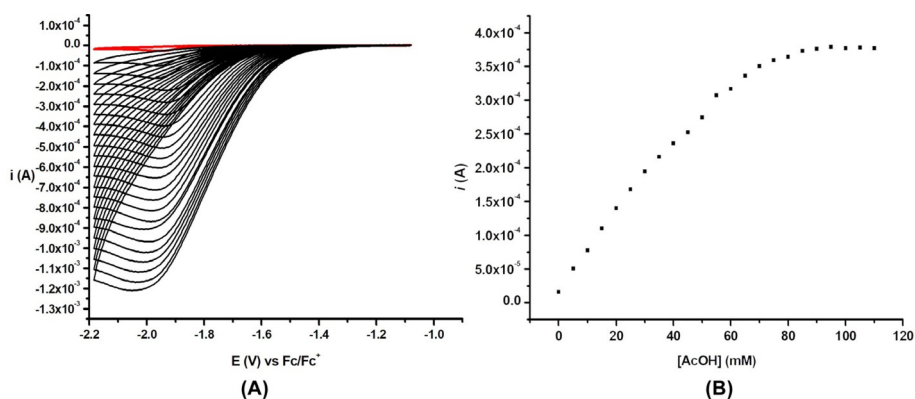 1.0x10⁻⁴
0.0
-1.0x10⁻⁴
-2.0x10⁻⁴
-3.0x10⁻⁴
-4.0x10⁻⁴
-5.0x10⁻⁴
-6.0x10⁻⁴
-7.0x10⁻⁴
-8.0x10⁻⁴
-9.0x10⁻⁴
-1.0x10⁻³
-1.1x10⁻³
-1.2x10⁻³
-1.3x10⁻³
i (A)
-2.2 -2.0 -1.8 -1.6 -1.4 -1.2 -1.0
E (V) vs Fc/Fc⁺
(A)
4.0x10⁻⁴
3.5x10⁻⁴
3.0x10⁻⁴
2.5x10⁻⁴
2.0x10⁻⁴
1.5x10⁻⁴
1.0x10⁻⁴
5.0x10⁻⁵
0.0
i (A)
0 20 40 60 80 100 120
[AcOH] (mM)
(B)